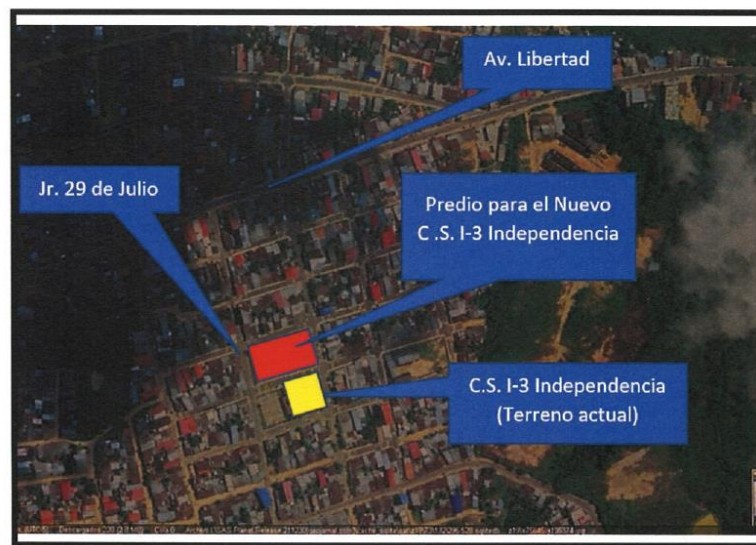 Av. Libertad
Jr. 29 de Julio
Predio para el Nuevo
C .S. I-3 Independencia
C.S. I-3 Independencia
(Terreno actual)